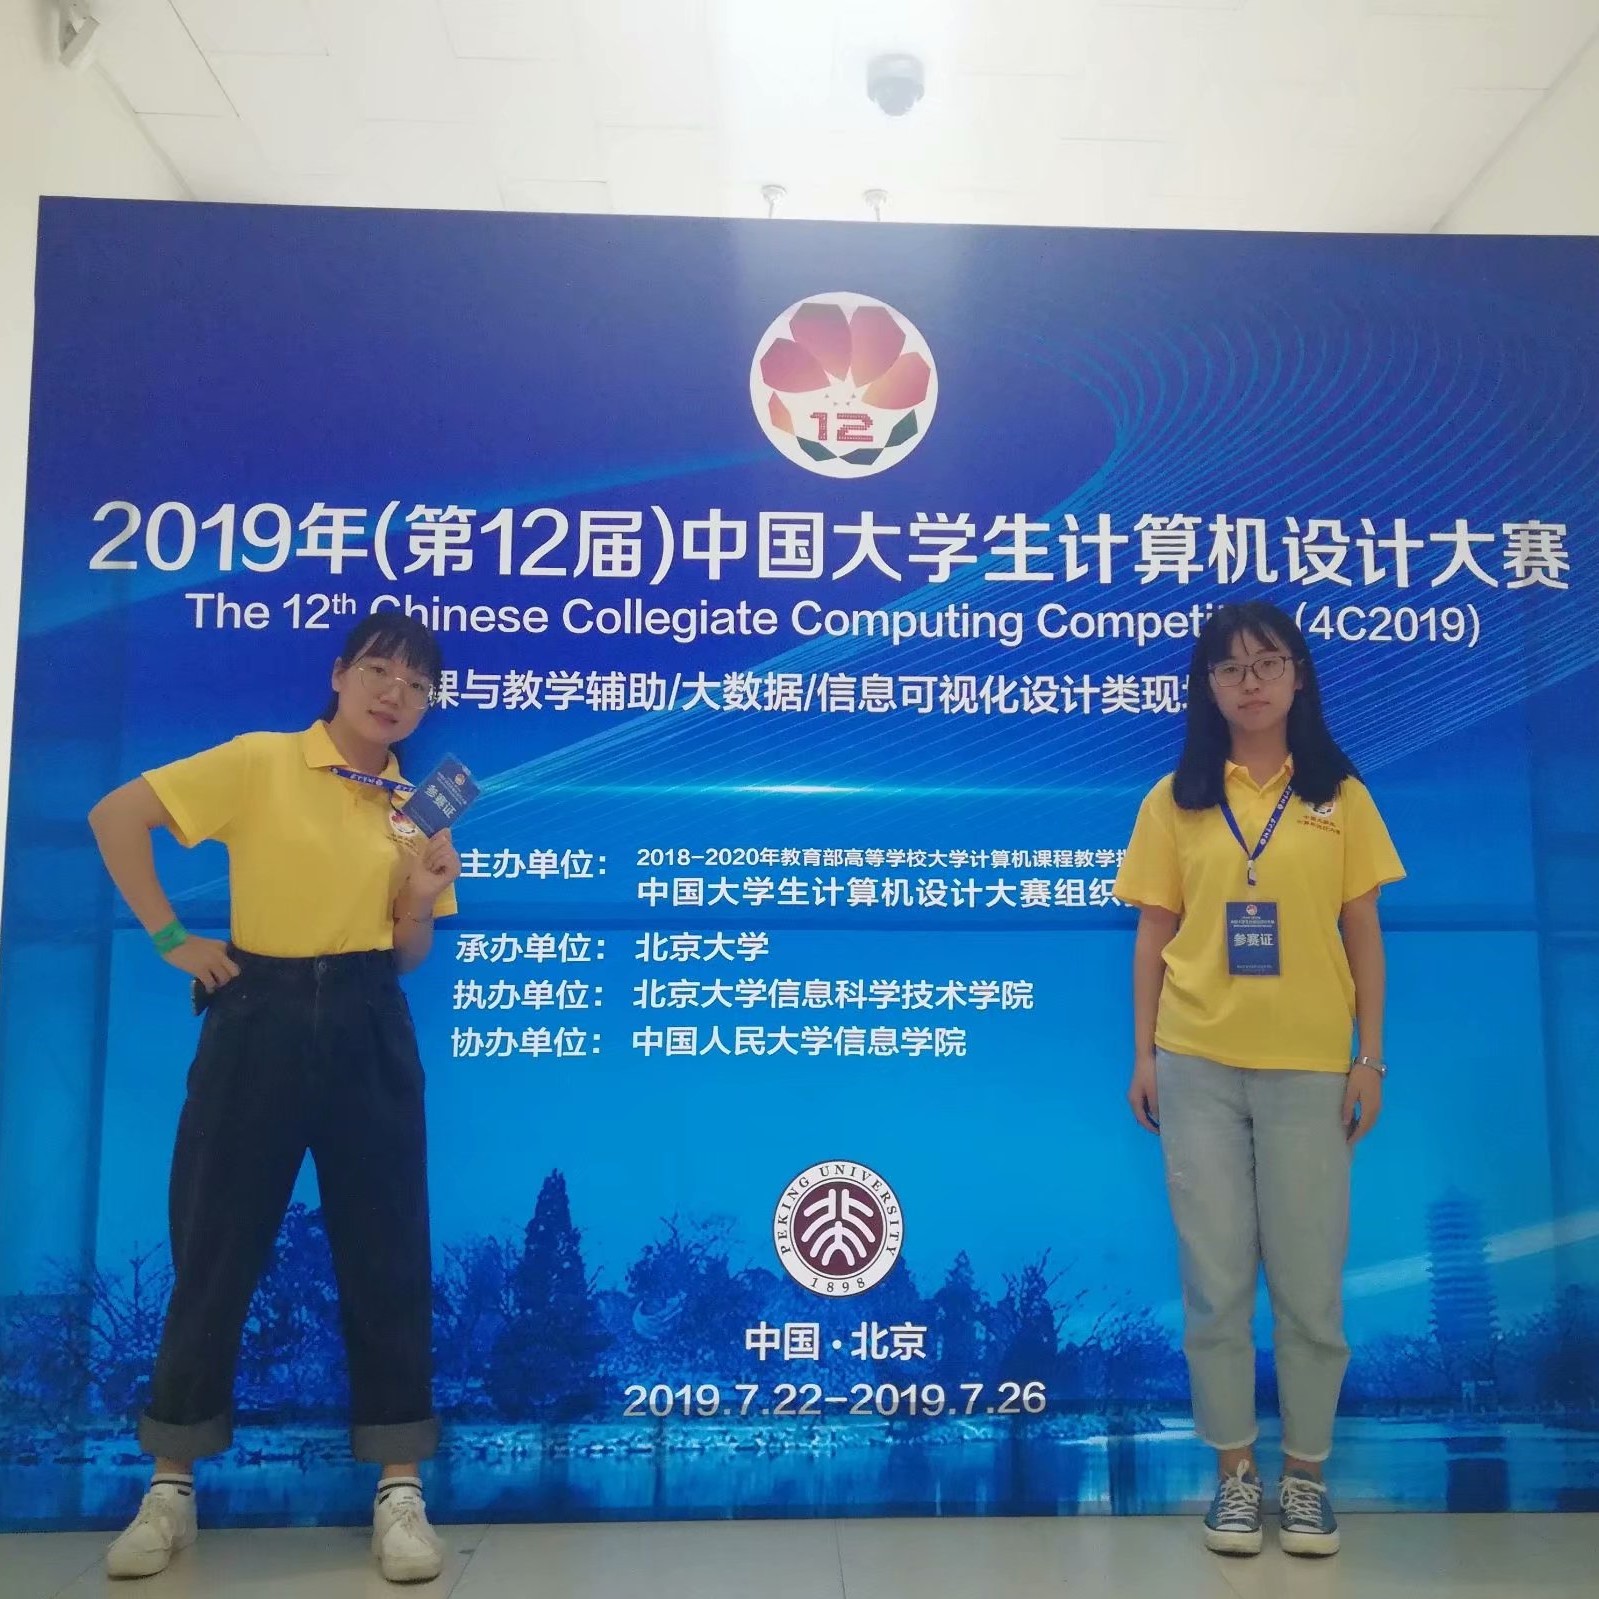 12
2019年(第12届)中国大学生计算机设计大赛
The 12th Chinese Collegiate Computing (4C2019)
课与教学辅助/大数据/信息可视化设计类现
参赛证
参赛证
主办单位： 2018-2020年教育部高等学校大学计算机课程教学
中国大学生计算机设计大赛组织
承办单位： 北京大学
执办单位： 北京大学信息科学技术学院
协办单位： 中国人民大学信息学院
PEKING UNIVERSITY
1898
中国·北京
2019.7.22-2019.7.26